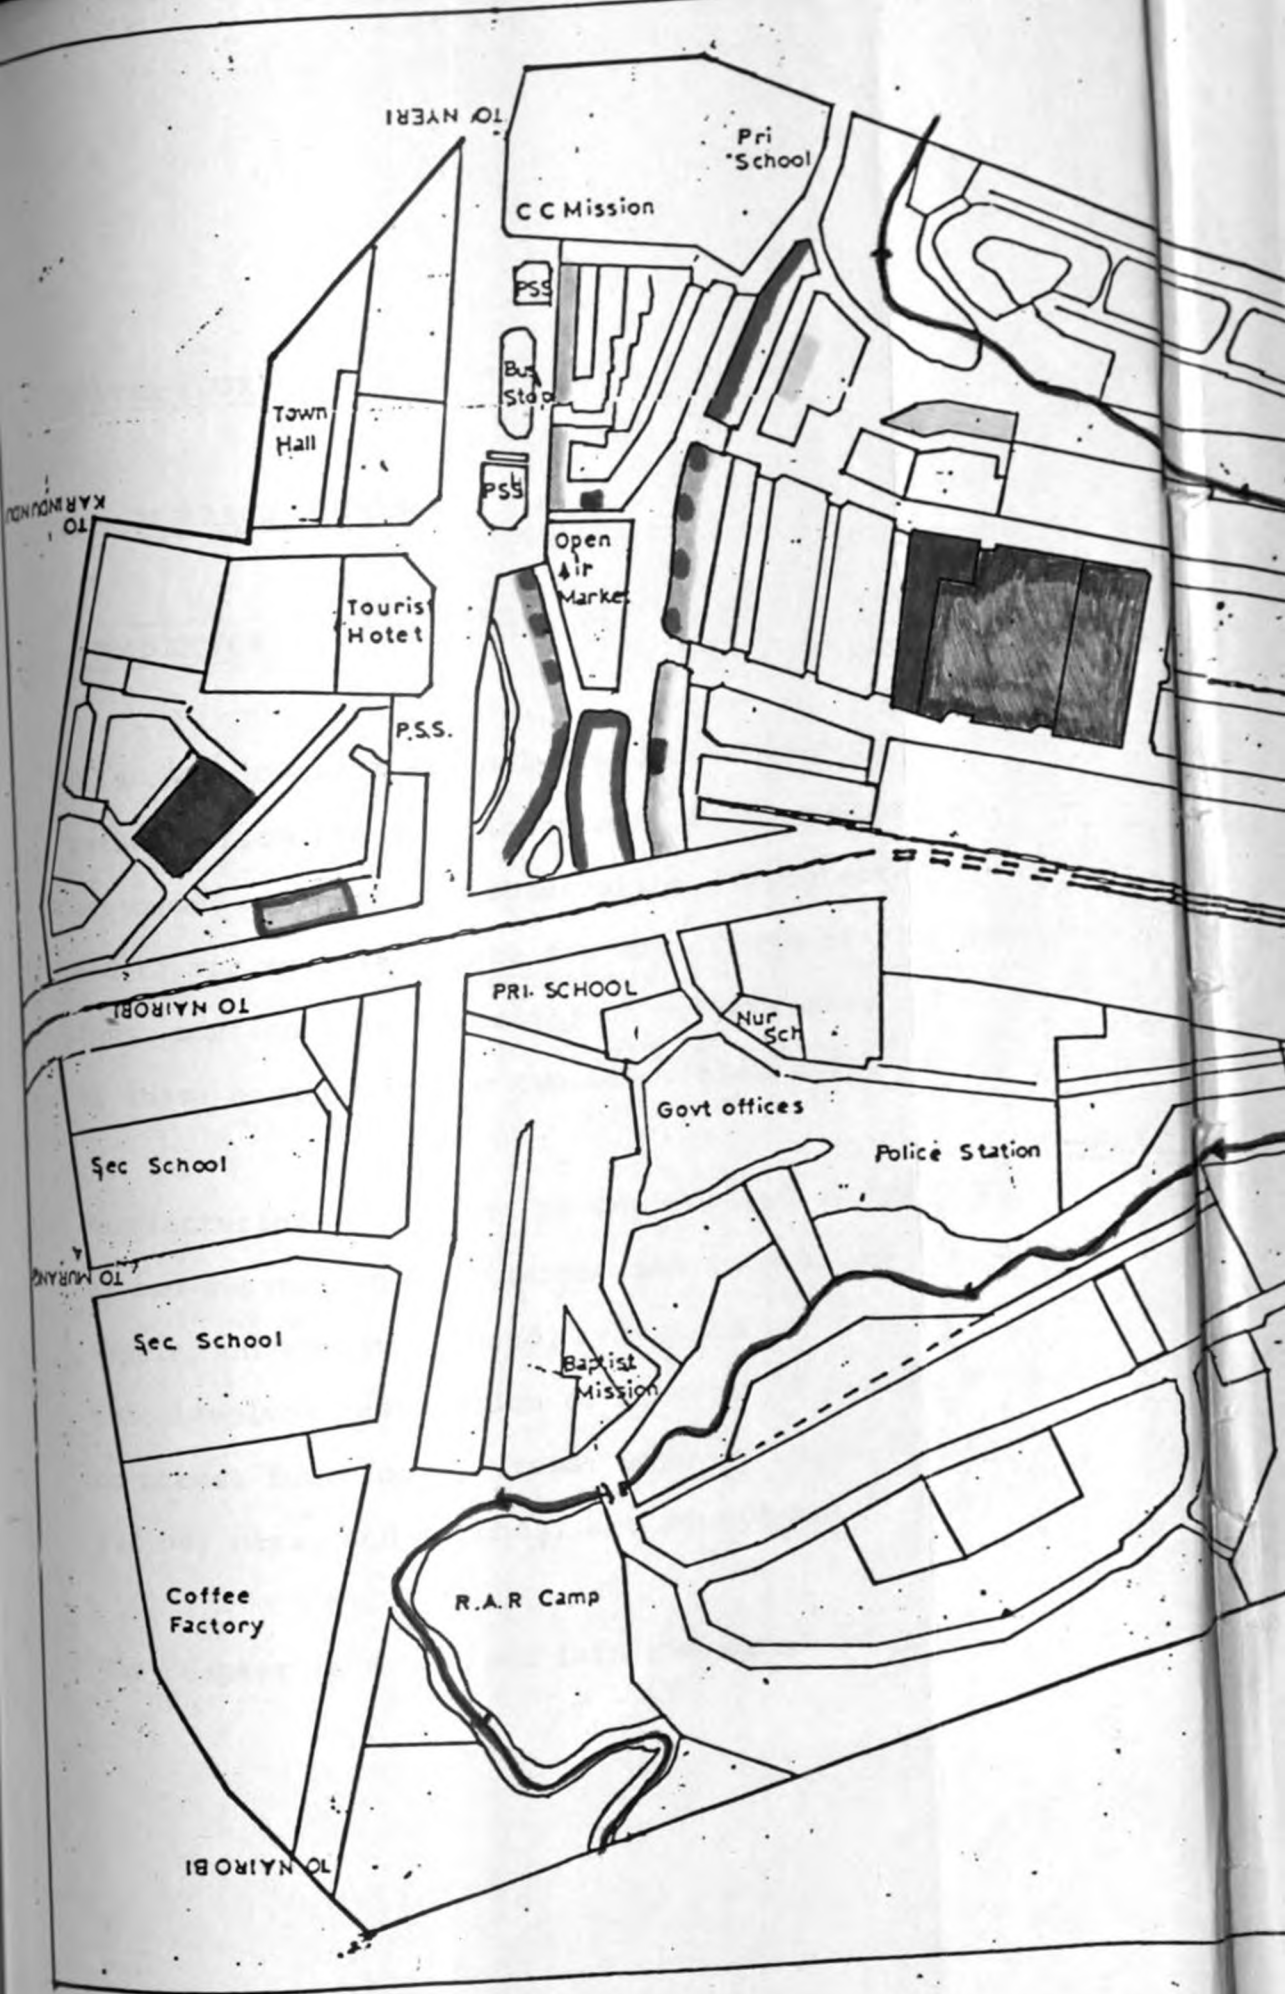 TO NYERI
Pri
School
C C Mission
PSS
Bus
Stop
Town
Hall
PSS
TO
KARINDUNDU
Open
Air
Market
Tourist
Hotet
P.S.S.
TO NAIROBI
PRI. SCHOOL
Nur
Sch
Govt offices
Police Station
Sec School
TO MURANG
Sec School
Baptist
Mission
Coffee
Factory
R.A.R Camp
TO NAIROBI